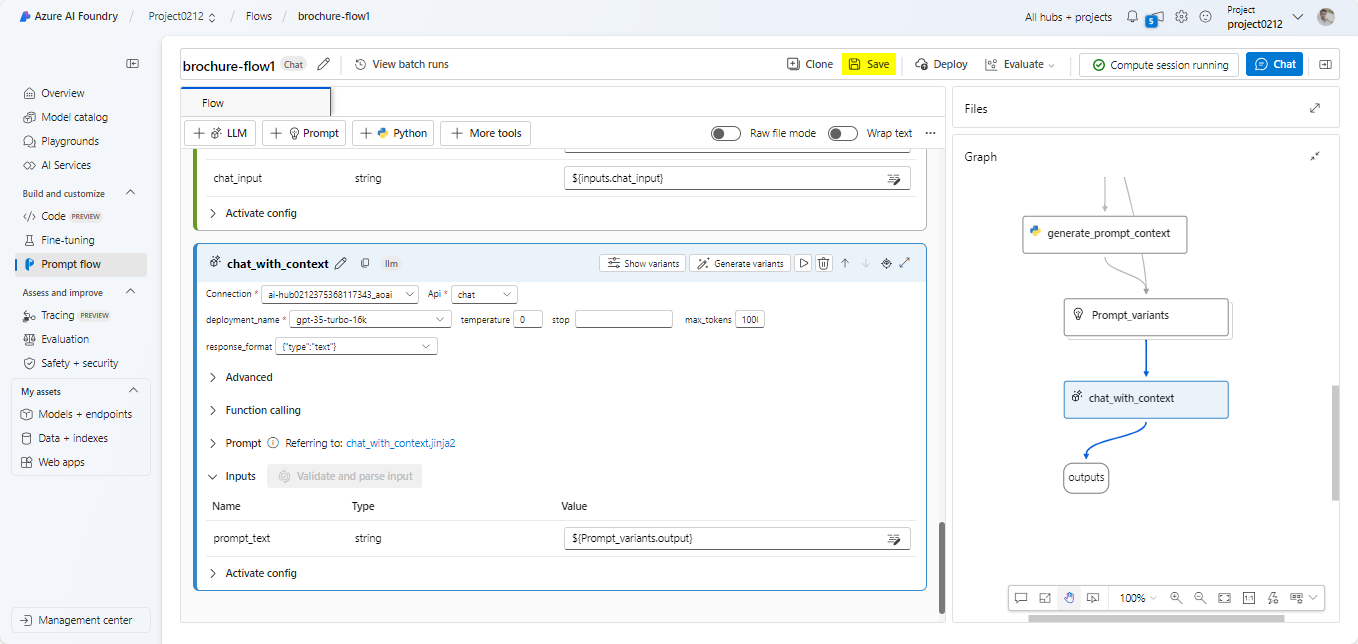 Azure AI Foundry / Project0212 / Flows / brochure-flow1
All hubs + projects
5
Project
project0212
Overview
Model catalog
Playgrounds
AI Services
Build and customize
Code PREVIEW
Fine-tuning
Prompt flow
Assess and improve
Tracing PREVIEW
Evaluation
Safety + security
My assets
Models + endpoints
Data + indexes
Web apps
Management center
brochure-flow1 Chat View batch runs
Clone Save Deploy Evaluate Compute session running Chat
Flow
+ LLM + Prompt + Python + More tools Raw file mode Wrap text ...
chat_input string ${inputs.chat_input}
Activate config
chat_with_context llm Show variants Generate variants
Connection * ai-hub0212375368117343_aoai Api * chat
deployment_name * gpt-35-turbo-16k temperature 0 stop max_tokens 100
response_format {"type":"text"}
Advanced
Function calling
Prompt Referring to: chat_with_context.jinja2
Inputs Validate and parse input
Name Type Value
prompt_text string ${Prompt_variants.output}
Activate config
Files
Graph
generate_prompt_context
Prompt_variants
chat_with_context
outputs
100%
1:1